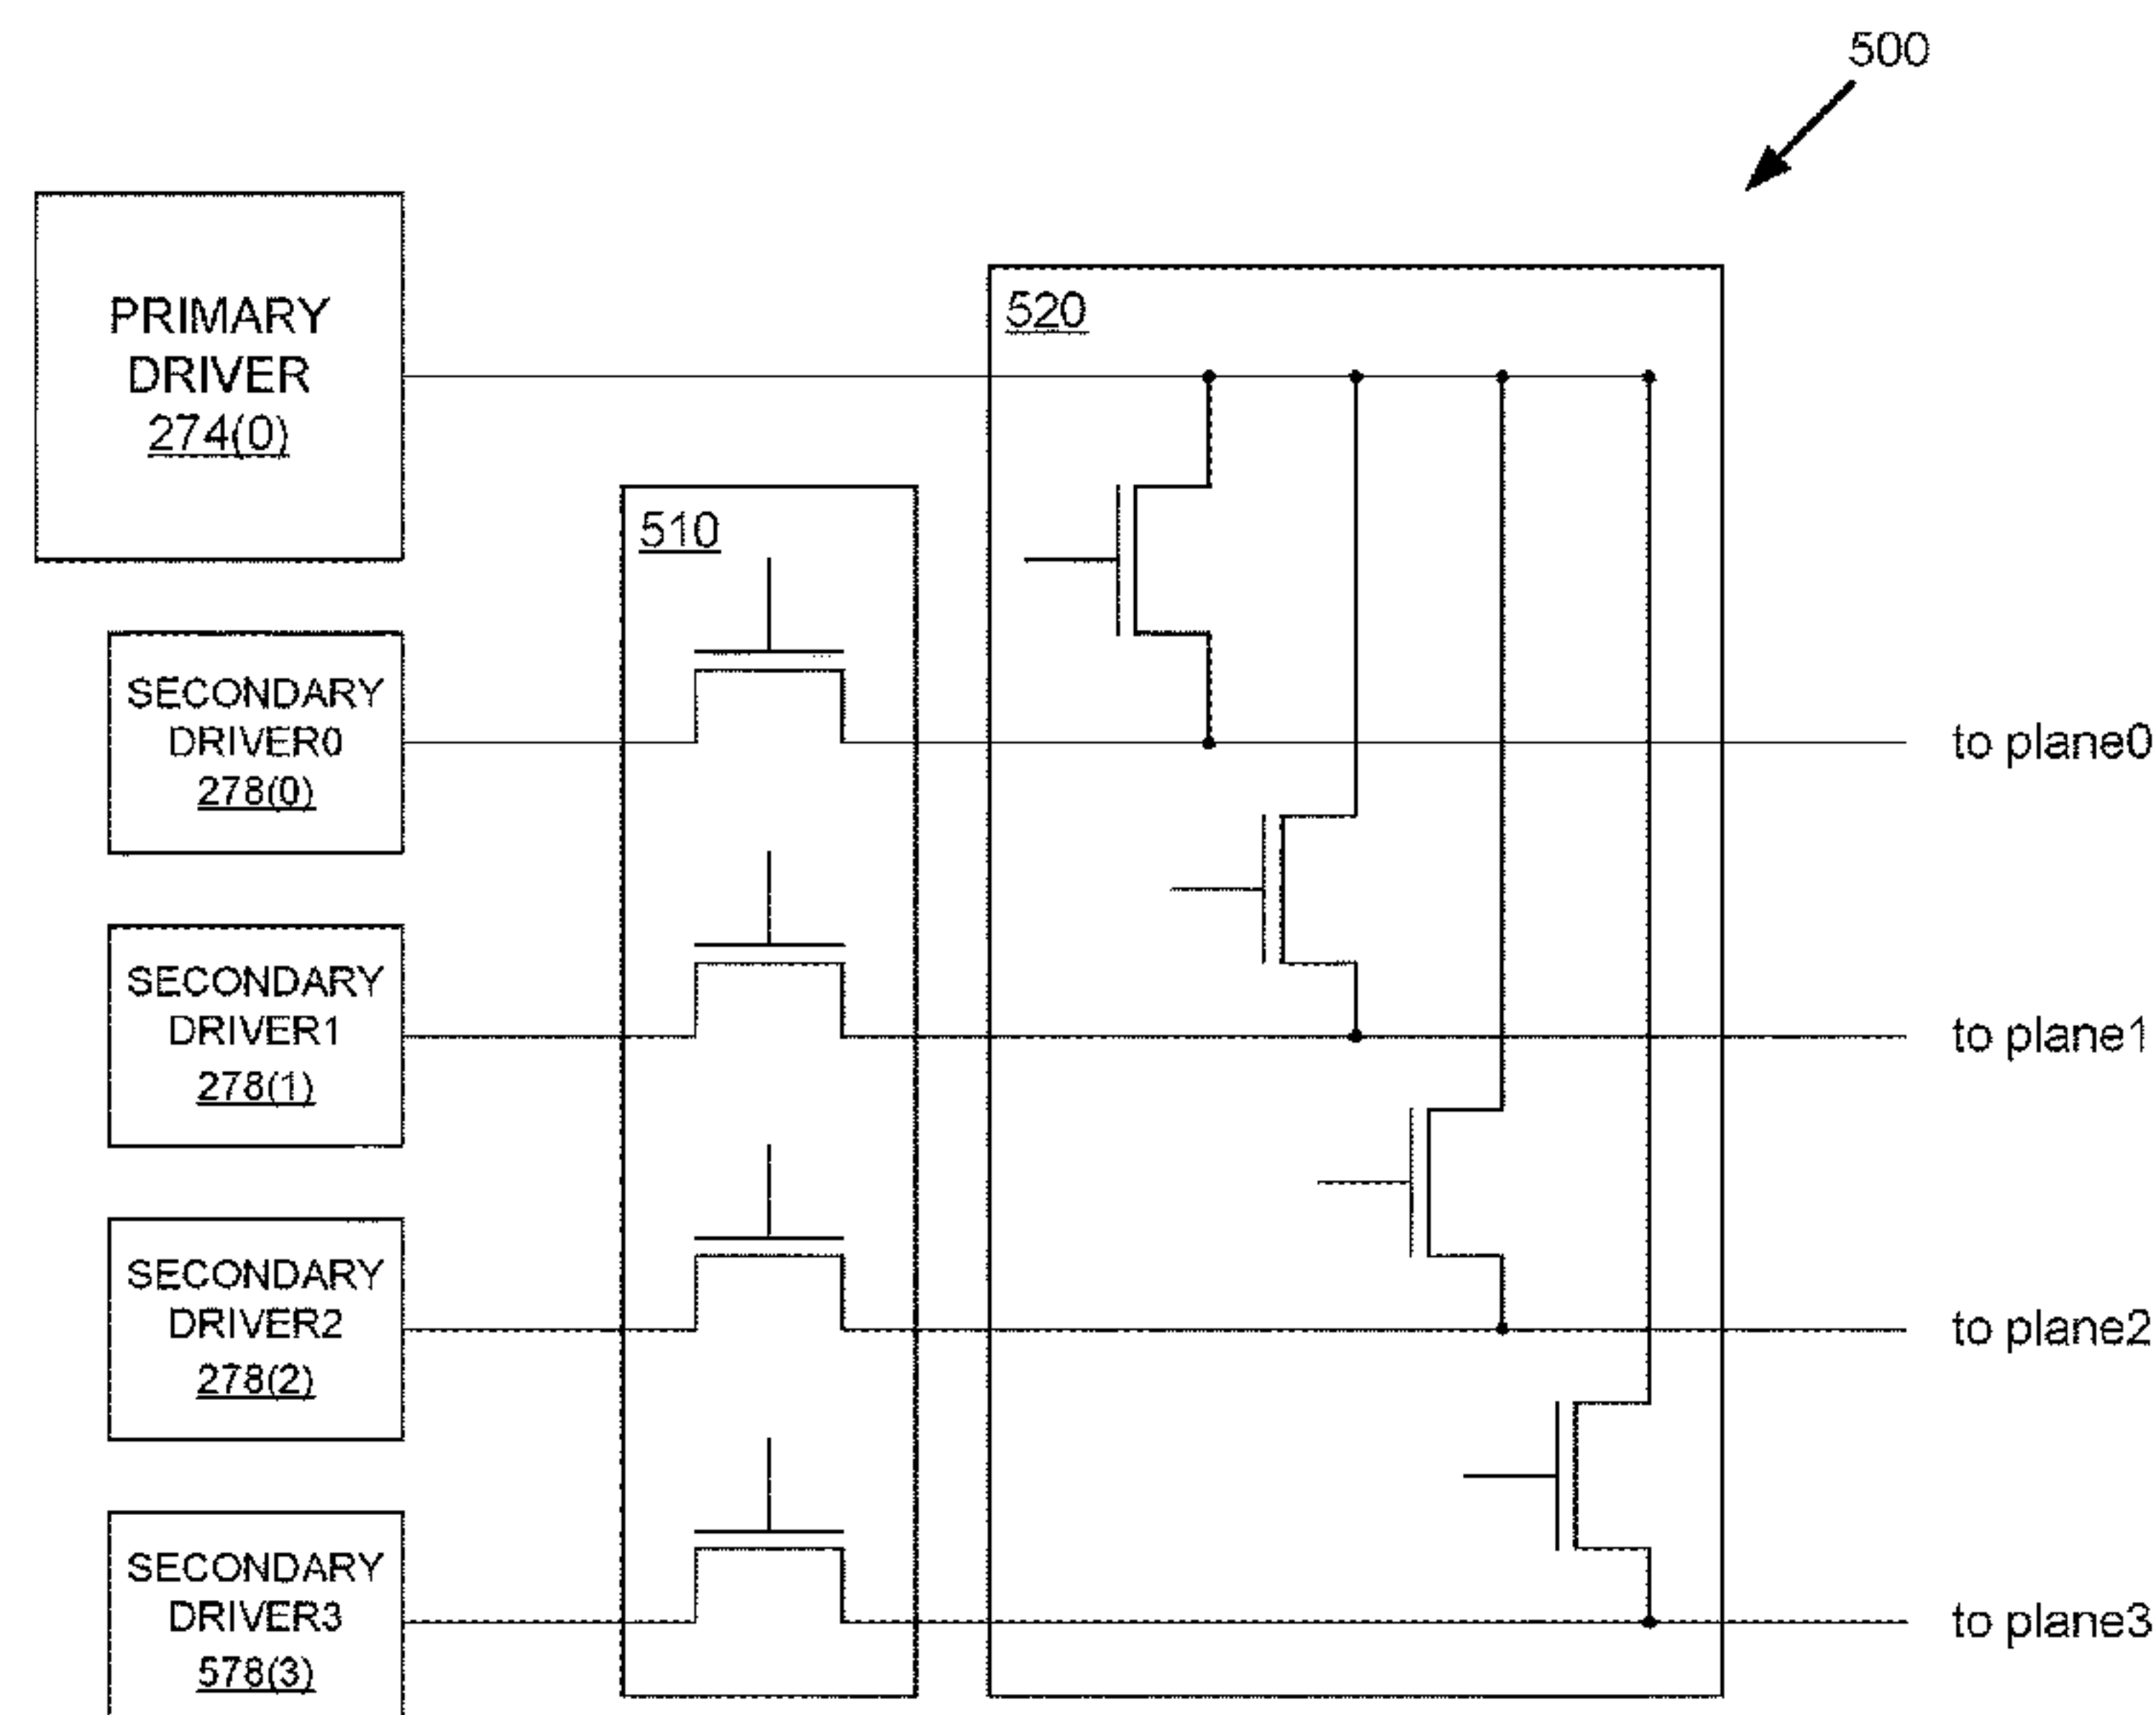 500
PRIMARY
DRIVER
274(0)
520
510
SECONDARY
DRIVER0
278(0)
to plane0
SECONDARY
DRIVER1
278(1)
to plane1
SECONDARY
DRIVER2
278(2)
to plane2
SECONDARY
DRIVER3
578(3)
to plane3